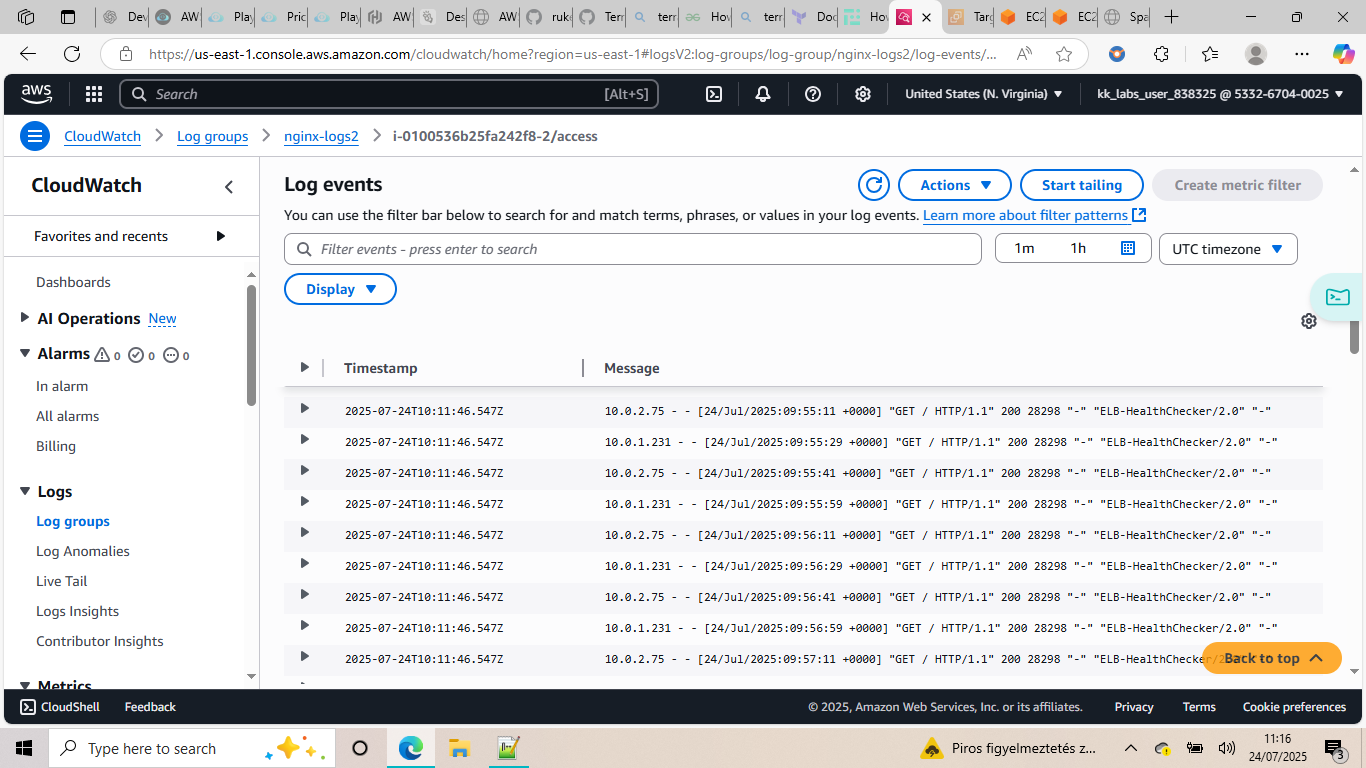 Dev
AW
Play
Prici
Play
AW
Des
AW
ruke
Terr
terr
Hov
terr
Doc
Hov
Targ
EC2
EC2
Spa
https://us-east-1.console.aws.amazon.com/cloudwatch/home?region=us-east-1#logsV2:log-groups/log-group/nginx-logs2/log-events/...
aws
Search
[Alt+S]
United States (N. Virginia)
kk_labs_user_838325 @ 5332-6704-0025
CloudWatch
Log groups
nginx-logs2
i-0100536b25fa242f8-2/access
CloudWatch
Favorites and recents
Dashboards
AI Operations New
Alarms 0 0 0
In alarm
All alarms
Billing
Logs
Log groups
Log Anomalies
Live Tail
Logs Insights
Contributor Insights
Metrics
Log events
Actions
Start tailing
Create metric filter
You can use the filter bar below to search for and match terms, phrases, or values in your log events. Learn more about filter patterns
Filter events - press enter to search
1m
1h
UTC timezone
Display
Timestamp
Message
2025-07-24T10:11:46.547Z 10.0.2.75 - - [24/Jul/2025:09:55:11 +0000] "GET / HTTP/1.1" 200 28298 "-" "ELB-HealthChecker/2.0" "-"
2025-07-24T10:11:46.547Z 10.0.1.231 - - [24/Jul/2025:09:55:29 +0000] "GET / HTTP/1.1" 200 28298 "-" "ELB-HealthChecker/2.0" "-"
2025-07-24T10:11:46.547Z 10.0.2.75 - - [24/Jul/2025:09:55:41 +0000] "GET / HTTP/1.1" 200 28298 "-" "ELB-HealthChecker/2.0" "-"
2025-07-24T10:11:46.547Z 10.0.1.231 - - [24/Jul/2025:09:55:59 +0000] "GET / HTTP/1.1" 200 28298 "-" "ELB-HealthChecker/2.0" "-"
2025-07-24T10:11:46.547Z 10.0.2.75 - - [24/Jul/2025:09:56:11 +0000] "GET / HTTP/1.1" 200 28298 "-" "ELB-HealthChecker/2.0" "-"
2025-07-24T10:11:46.547Z 10.0.1.231 - - [24/Jul/2025:09:56:29 +0000] "GET / HTTP/1.1" 200 28298 "-" "ELB-HealthChecker/2.0" "-"
2025-07-24T10:11:46.547Z 10.0.2.75 - - [24/Jul/2025:09:56:41 +0000] "GET / HTTP/1.1" 200 28298 "-" "ELB-HealthChecker/2.0" "-"
2025-07-24T10:11:46.547Z 10.0.1.231 - - [24/Jul/2025:09:56:59 +0000] "GET / HTTP/1.1" 200 28298 "-" "ELB-HealthChecker/2.0" "-"
2025-07-24T10:11:46.547Z 10.0.2.75 - - [24/Jul/2025:09:57:11 +0000] "GET / HTTP/1.1" 200 28298 "-" "ELB-HealthChecker
Back to top
CloudShell
Feedback
© 2025, Amazon Web Services, Inc. or its affiliates.
Privacy
Terms
Cookie preferences
Type here to search
Piros figyelmeztetés z...
11:16
24/07/2025
3